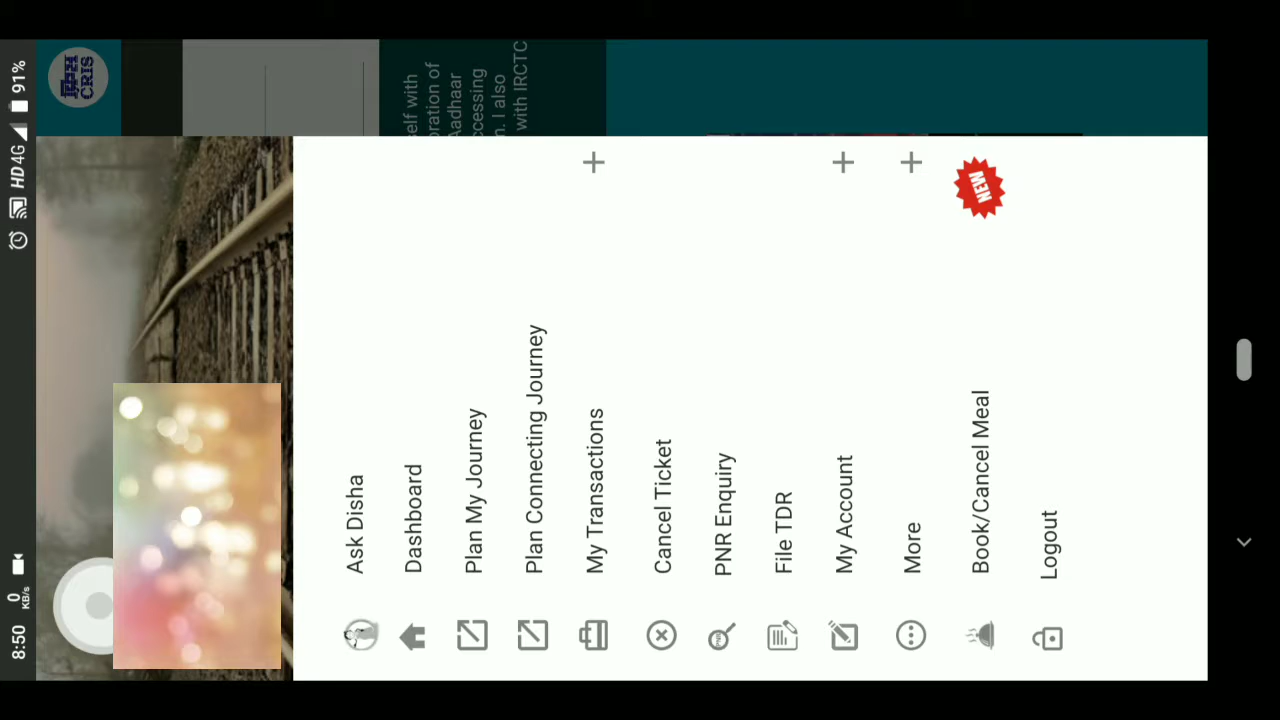 8:50 0 KB/s HD 4G 91%
CRIS
self with
oration of
Aadhaar
ccessing
n. I also
with IRCTC
Ask Disha
Dashboard
Plan My Journey
Plan Connecting Journey
My Transactions +
Cancel Ticket
PNR Enquiry
File TDR
My Account +
More +
Book/Cancel Meal NEW
Logout